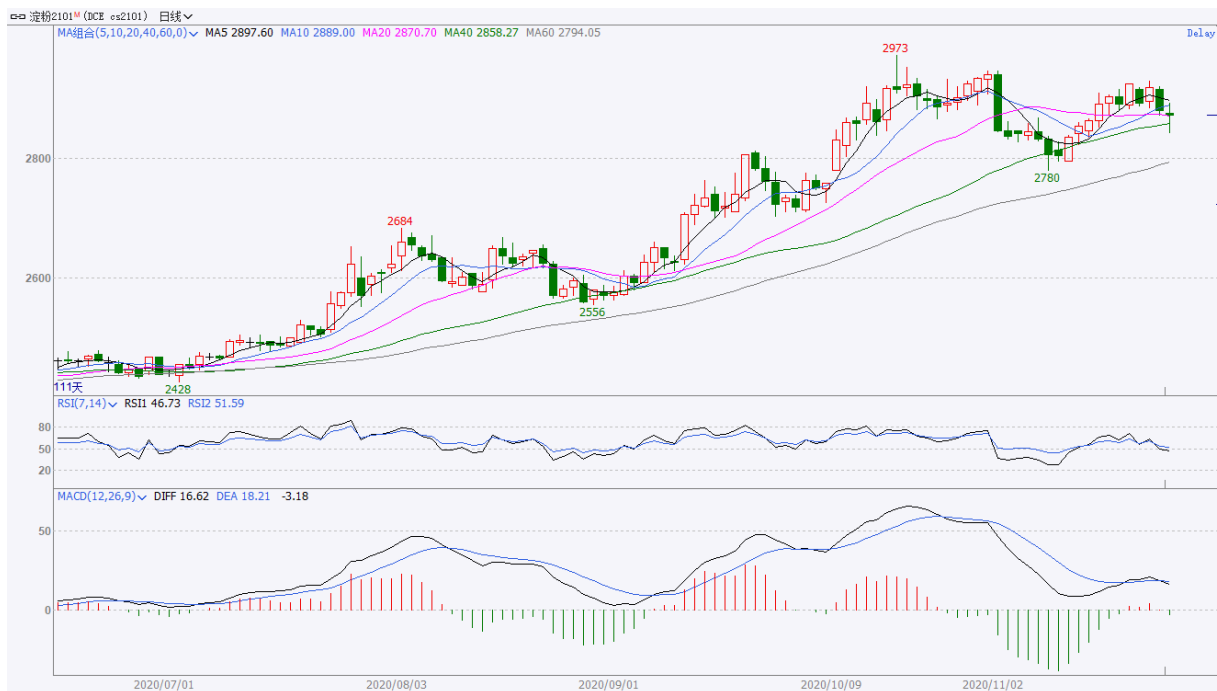 淀粉2101M (DCE cs2101) 日线
MA组合(5,10,20,40,60,0) MA5 2897.60 MA10 2889.00 MA20 2870.70 MA40 2858.27 MA60 2794.05
Delay
2973
2800
2780
2684
2600
2556
111天
2428
RSI(7,14) RSI1 46.73 RSI2 51.59
80
50
20
MACD(12,26,9) DIFF 16.62 DEA 18.21 -3.18
50
0
2020/07/01 2020/08/03 2020/09/01 2020/10/09 2020/11/02